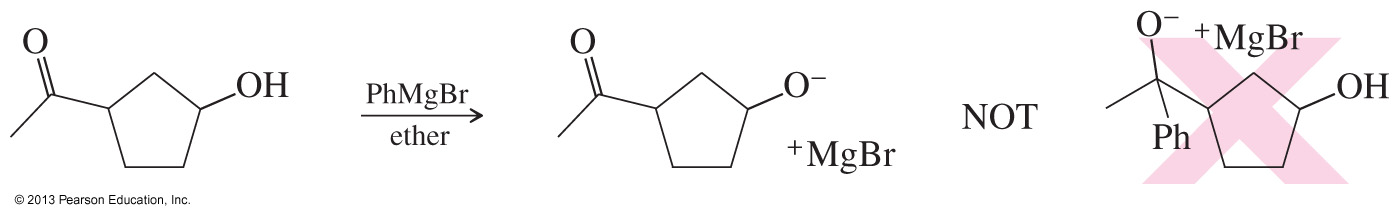 O
OH
PhMgBr
ether
O
O⁻
⁺MgBr
NOT
O⁻
⁺MgBr
OH
Ph
© 2013 Pearson Education, Inc.